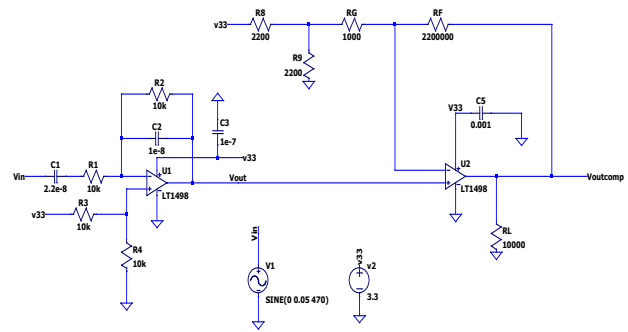 R8
RG
RF
v33
2200
1000
2200000
R9
2200
R2
10k
C2
1e-8
C3
1e-7
V33
C5
0.001
Vin
C1
2.2e-8
R1
10k
U1
LT1498
v33
Vout
U2
LT1498
Voutcomp
v33
R3
10k
R4
10k
RL
10000
Vin
V1
SINE(0 0.05 470)
v33
v2
3.3